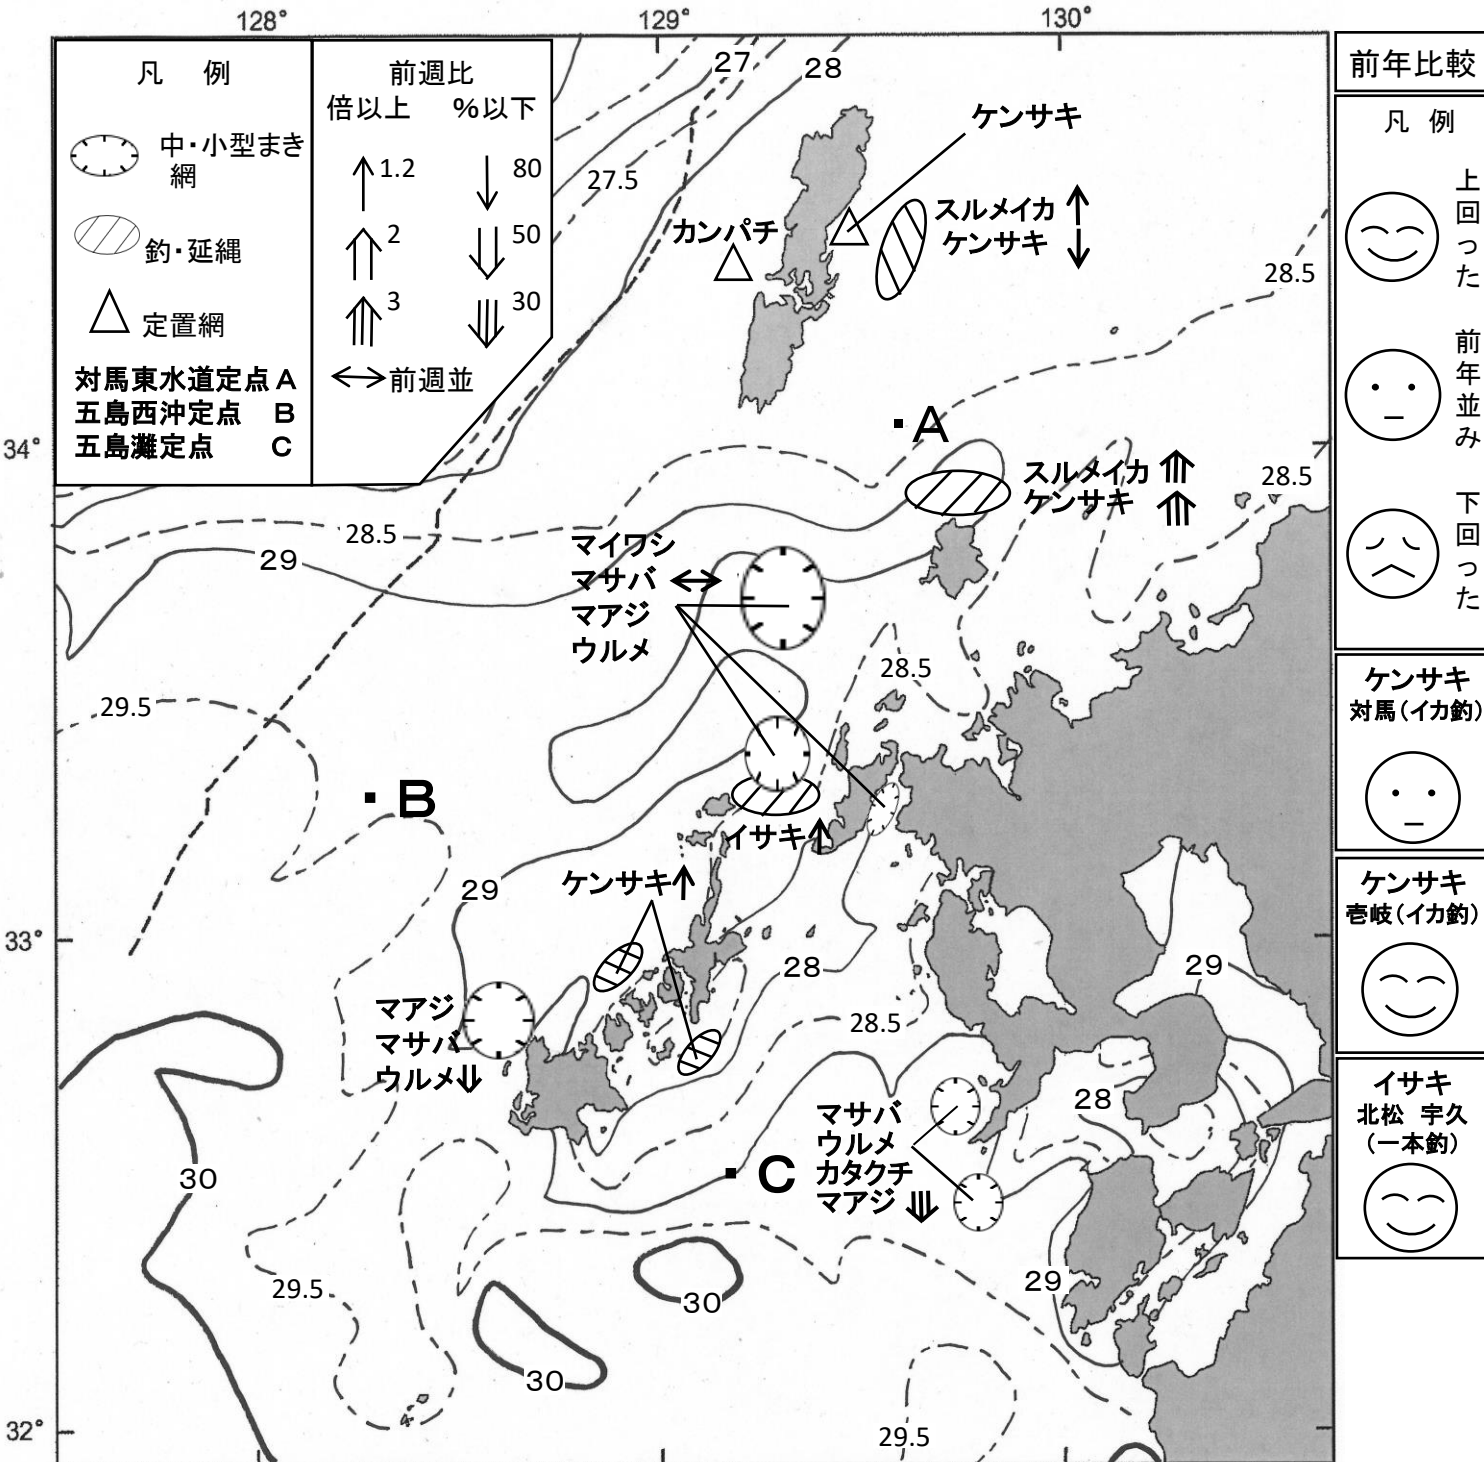 128°
129°
130°
凡 例
中・小型まき
網
釣・延縄
定置網
対馬東水道定点 A
五島西沖定点 B
五島灘定点 C
前週比
倍以上 %以下
1.2 80
2 50
3 30
前週並
27
28
27.5
ケンサキ
カンパチ
スルメイカ
ケンサキ
28.5
34°
A
スルメイカ
ケンサキ
28.5
28.5
29
マイワシ
マサバ
マアジ
ウルメ
28.5
29.5
B
イサキ
ケンサキ
29
33°
28
29
マアジ
マサバ
ウルメ
28.5
マサバ
ウルメ
カタクチ
マアジ
28
C
30
29.5
30
29
30
32°
29.5
前年比較
凡 例
上回った
前年並み
下回った
ケンサキ
対馬(イカ釣)
ケンサキ
壱岐(イカ釣)
イサキ
北松 宇久
(一本釣)